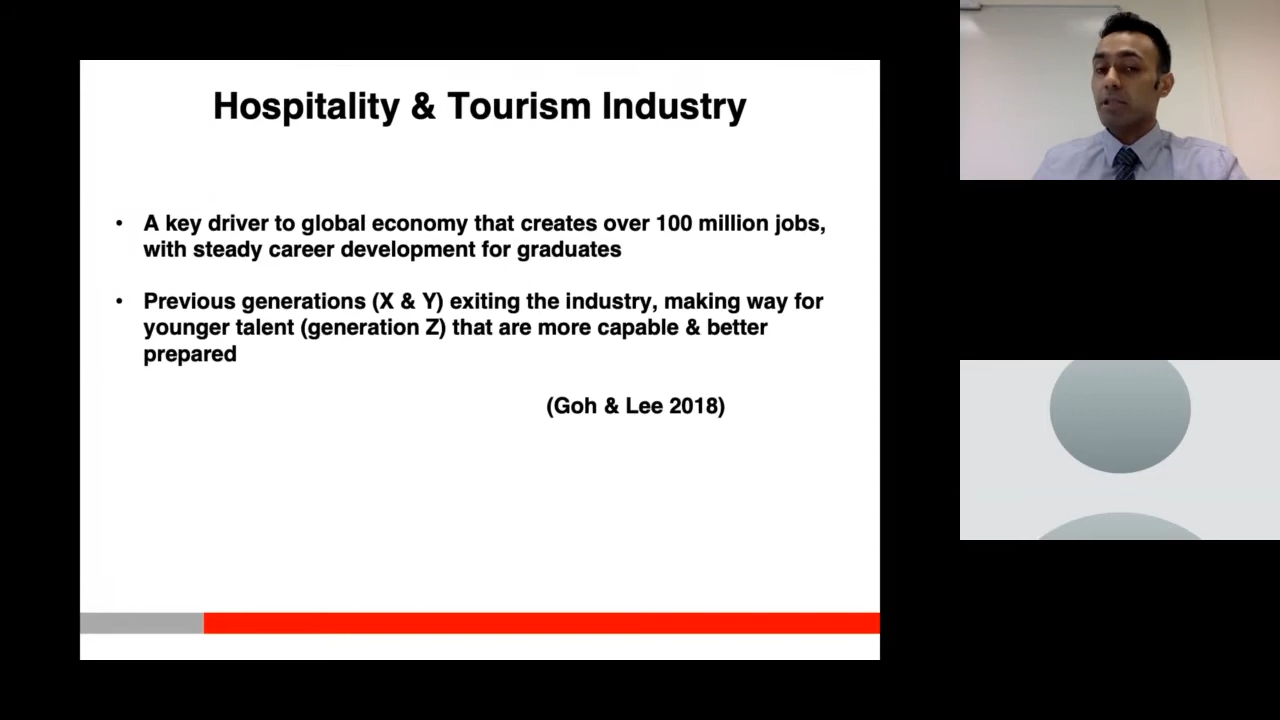 Hospitality & Tourism Industry
• A key driver to global economy that creates over 100 million jobs,
with steady career development for graduates
• Previous generations (X & Y) exiting the industry, making way for
younger talent (generation Z) that are more capable & better
prepared
(Goh & Lee 2018)